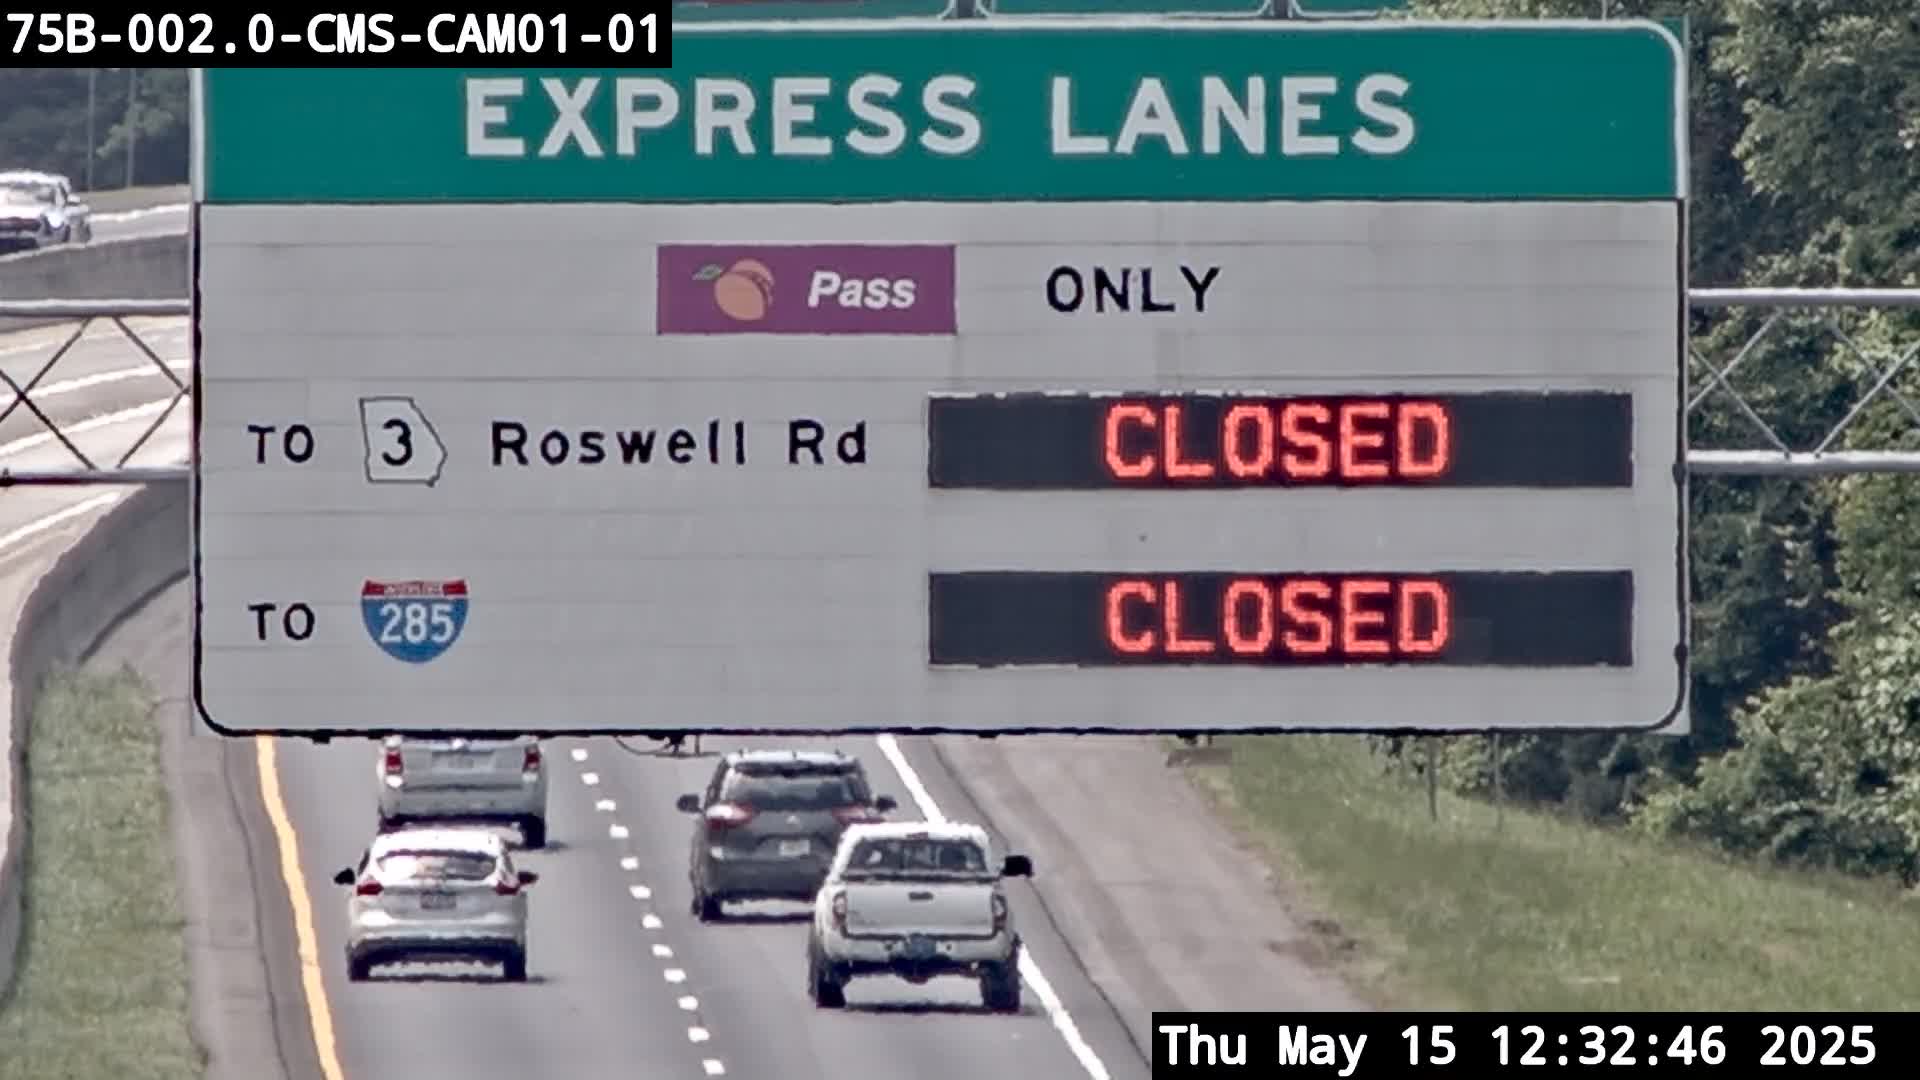 75B-002.0-CMS-CAM01-01
EXPRESS LANES
Pass ONLY
TO 3 Roswell Rd CLOSED
INTERSTATE
TO 285 CLOSED
Thu May 15 12:32:46 2025